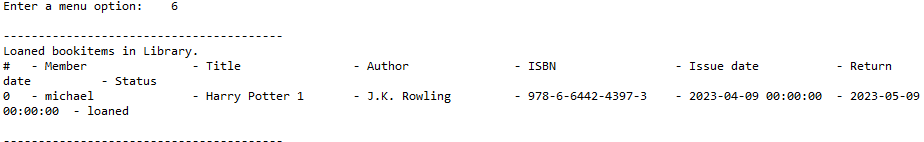 Enter a menu option:    6
---------------------------------------
Loaned bookitems in Library.
#   - Member              - Title                - Author               - ISBN                 - Issue date           - Return
date          - Status
0   - michael             - Harry Potter 1       - J.K. Rowling         - 978-6-6442-4397-3    - 2023-04-09 00:00:00  - 2023-05-09
00:00:00  - loaned
---------------------------------------